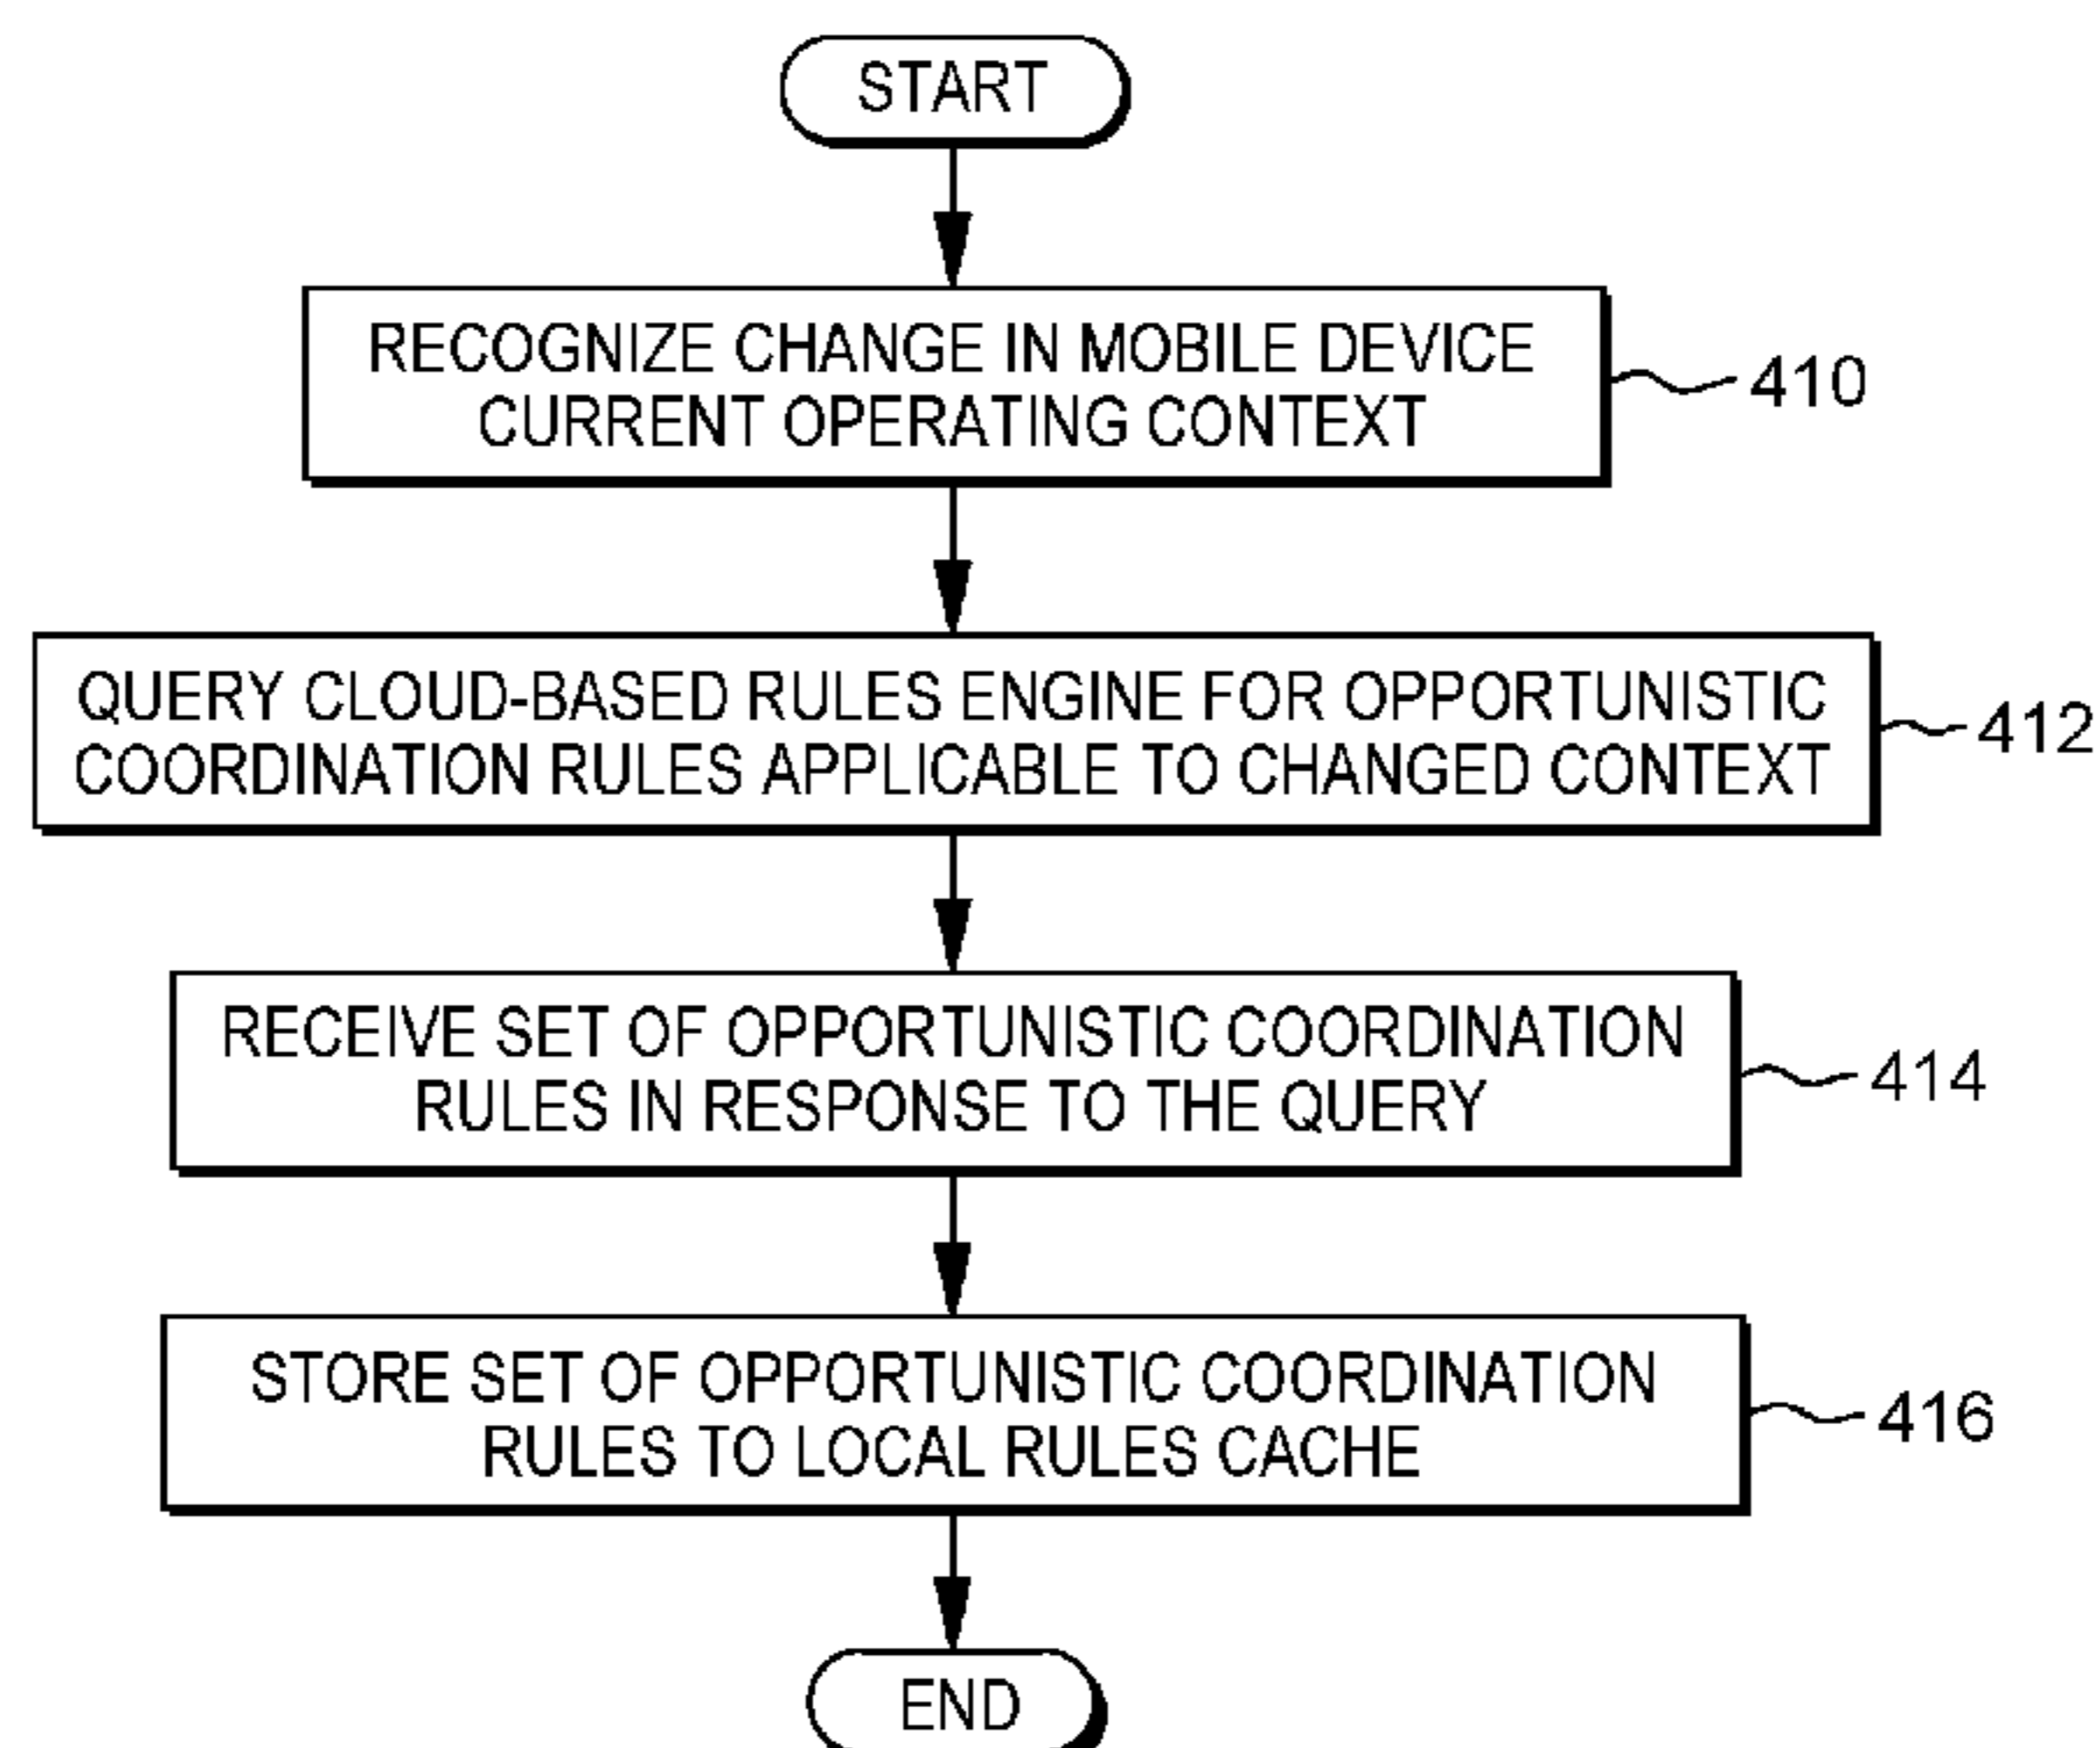 START
RECOGNIZE CHANGE IN MOBILE DEVICE
CURRENT OPERATING CONTEXT
410
QUERY CLOUD-BASED RULES ENGINE FOR OPPORTUNISTIC
COORDINATION RULES APPLICABLE TO CHANGED CONTEXT
412
RECEIVE SET OF OPPORTUNISTIC COORDINATION
RULES IN RESPONSE TO THE QUERY
414
STORE SET OF OPPORTUNISTIC COORDINATION
RULES TO LOCAL RULES CACHE
416
END